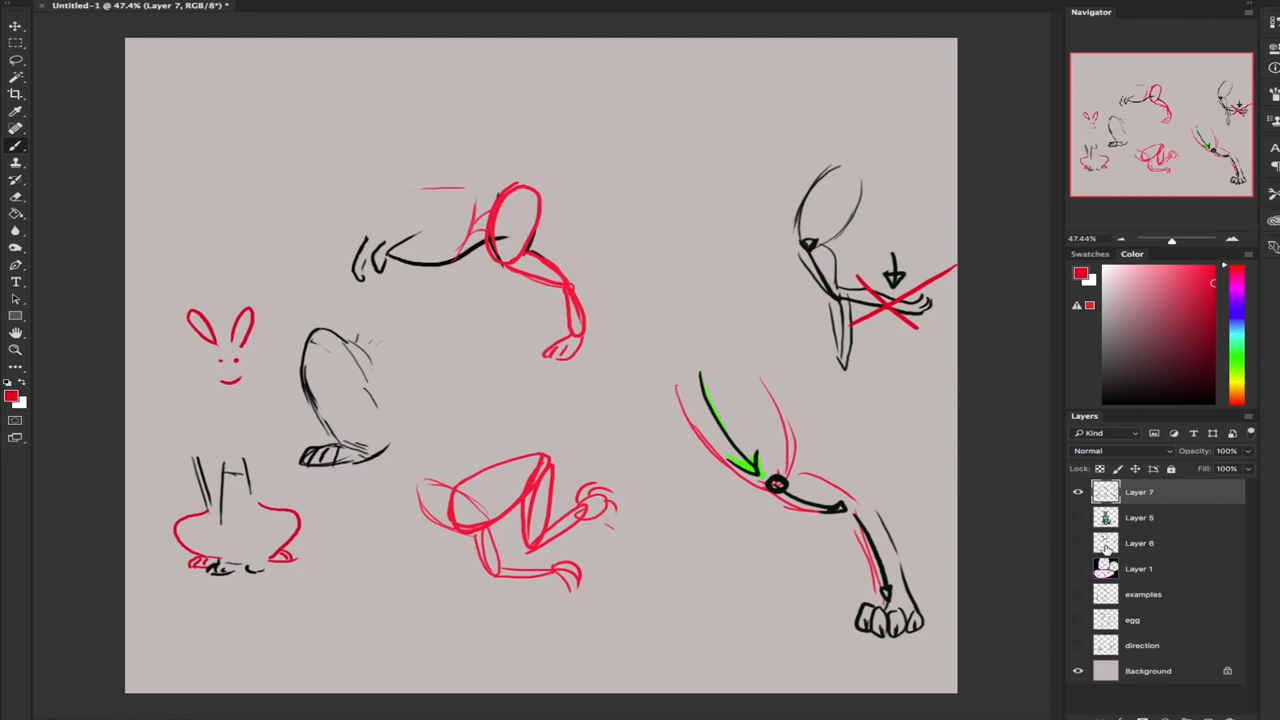 Untitled-1 @ 47.4% (Layer 7, RGB/8*) *
Navigator
47.44%
Swatches
Color
Layers
Kind
Normal
Opacity: 100%
Lock:
Fill: 100%
Layer 7
Layer 5
Layer 6
Layer 1
examples
egg
direction
Background